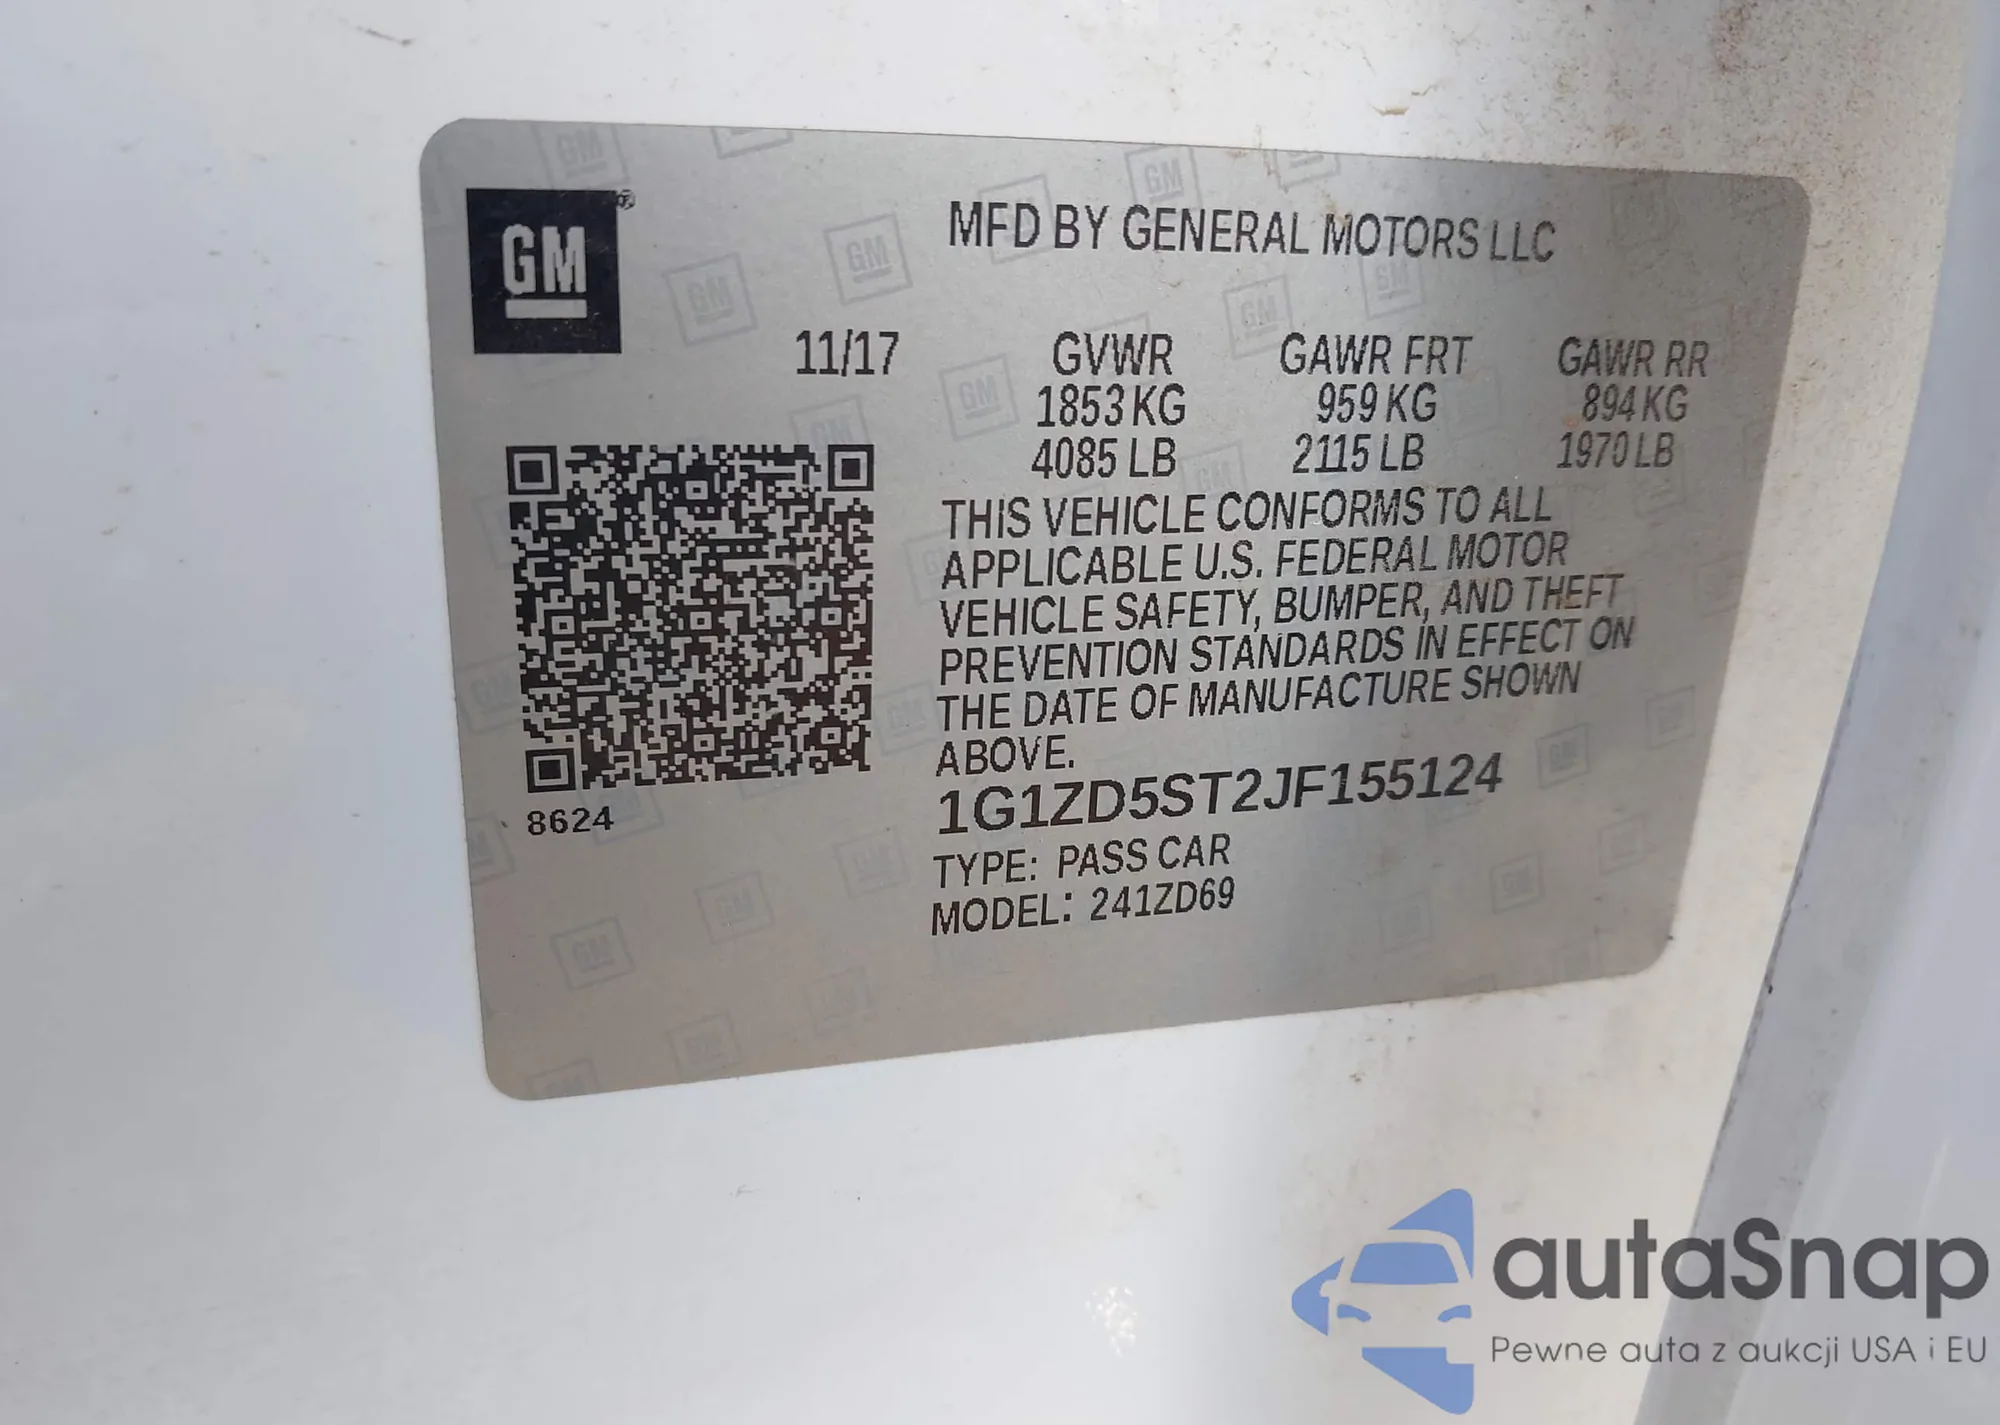 GM
MFD BY GENERAL MOTORS LLC
11/17 GVWR GAWR FRT GAWR RR
1853 KG 959 KG 894 KG
4085 LB 2115 LB 1970 LB
THIS VEHICLE CONFORMS TO ALL
APPLICABLE U.S. FEDERAL MOTOR
VEHICLE SAFETY, BUMPER, AND THEFT
PREVENTION STANDARDS IN EFFECT ON
THE DATE OF MANUFACTURE SHOWN
ABOVE.
1G1ZD5ST2JF155124
8624
TYPE: PASS CAR
MODEL: 241ZD69
autaSnap
Pewne auta z aukcji USA i EU